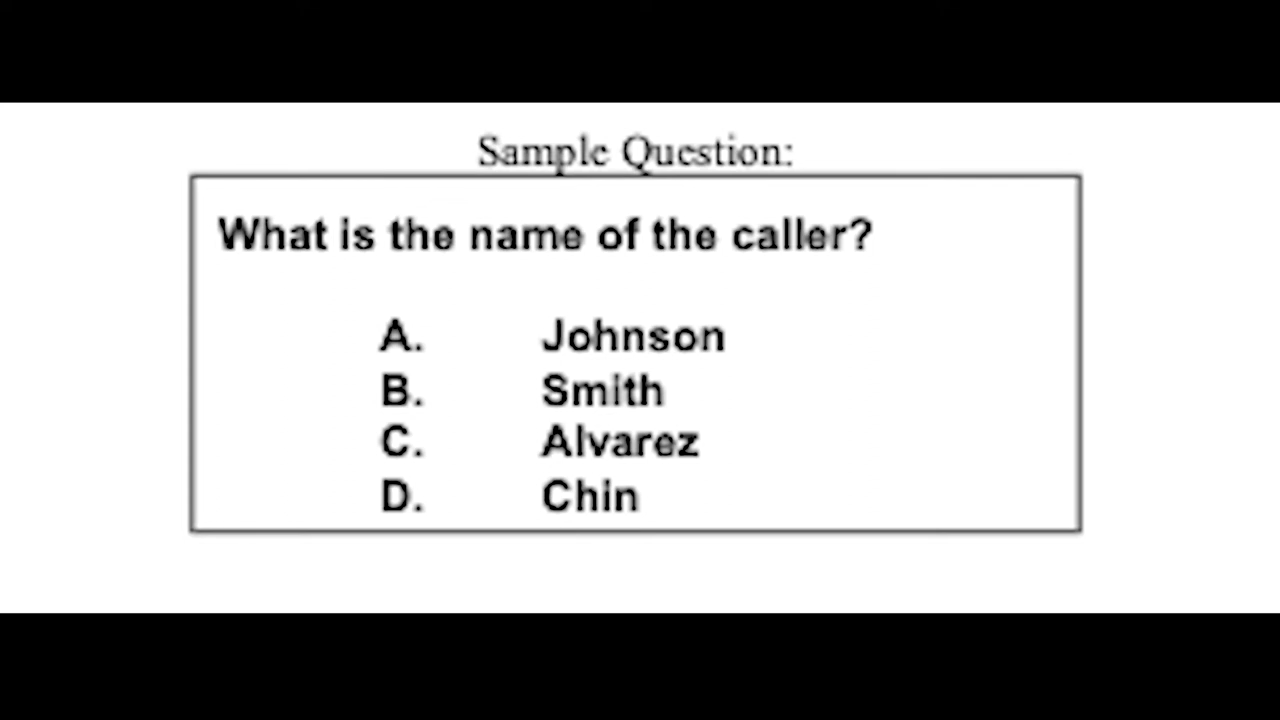 Sample Question:
What is the name of the caller?
A. Johnson
B. Smith
C. Alvarez
D. Chin